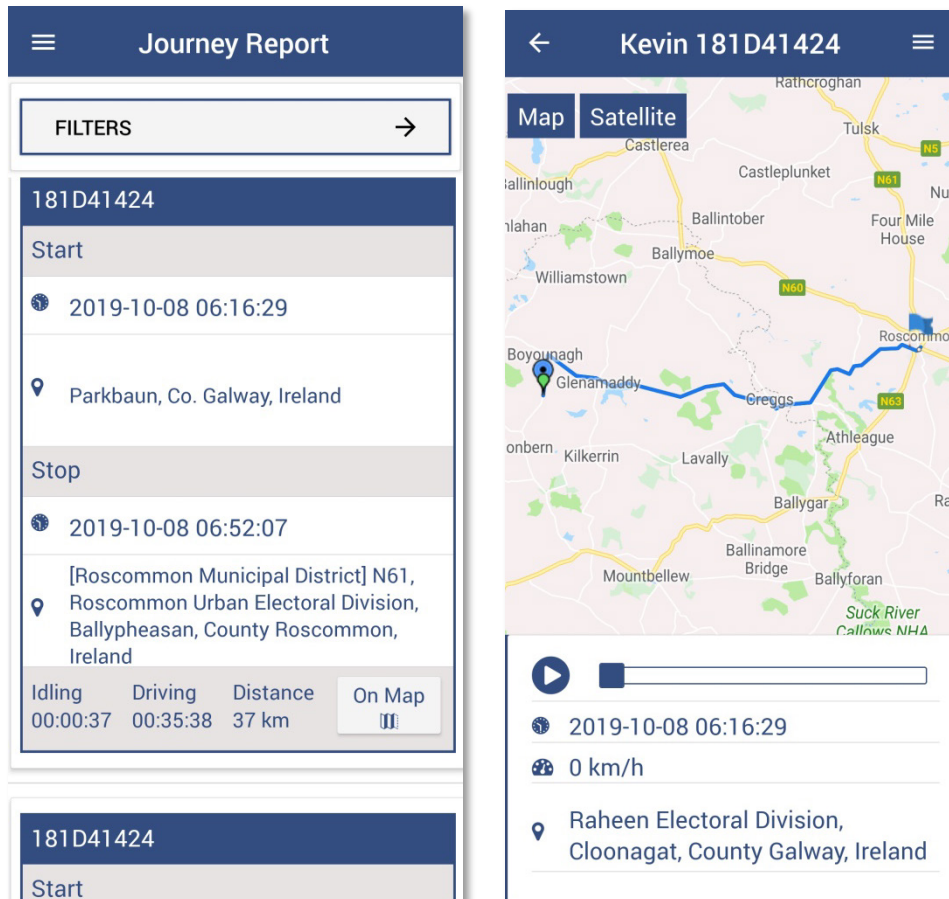 Journey Report
FILTERS
181D41424
Start
2019-10-08 06:16:29
Parkbaun, Co. Galway, Ireland
Stop
2019-10-08 06:52:07
[Roscommon Municipal District] N61,
Roscommon Urban Electoral Division,
Ballypheasan, County Roscommon,
Ireland
Idling Driving Distance
00:00:37 00:35:38 37 km
On Map
181D41424
Start
Kevin 181D41424
Map Satellite
Rathcroghan
Tulsk
Castlerea
N5
Castleplunket
N61
Ballinlough
Nu
nlahan
Ballintober
Four Mile
House
Ballymoe
Williamstown
N60
Roscommo
Boyounagh
Glenamaddy
Creggs
N63
Athleague
onbern
Kilkerrin
Lavally
Ballygar
Ra
Ballinamore
Bridge
Mountbellew
Ballyforan
Suck River
Callows NHA
2019-10-08 06:16:29
0 km/h
Raheen Electoral Division,
Cloonagat, County Galway, Ireland